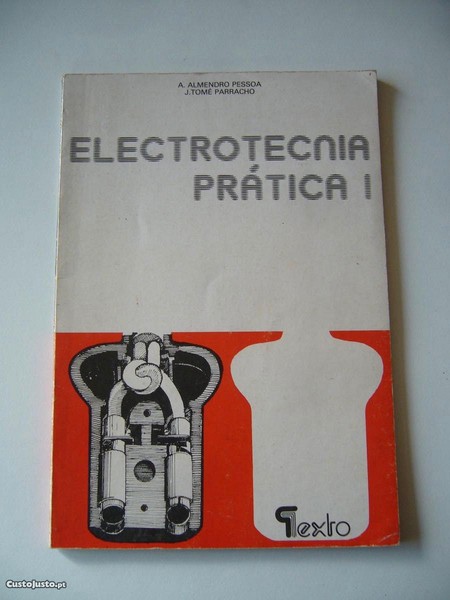 A. ALMENDRO PESSOA
J. TOMÉ PARRACHO
ELECTROTECNIA
PRÁTICA I
Texto
CustoJusto.pt